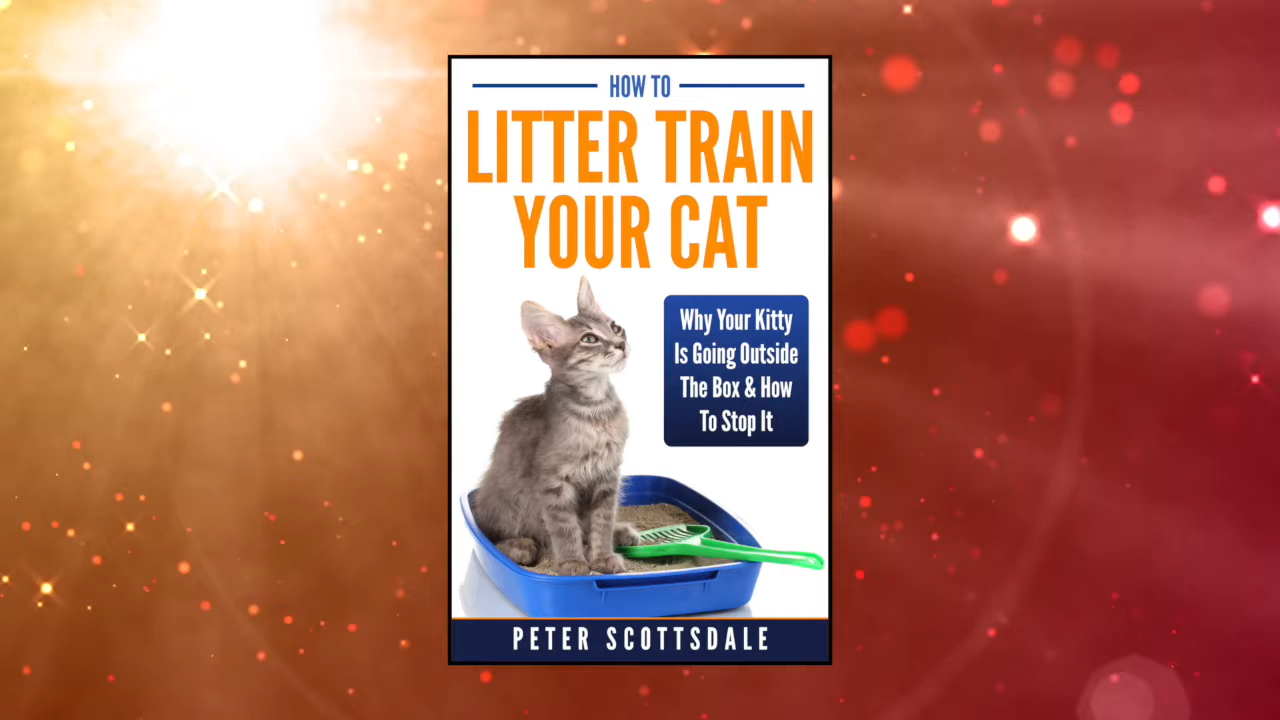 HOW TO
LITTER TRAIN
YOUR CAT
Why Your Kitty
Is Going Outside
The Box & How
To Stop It
PETER SCOTTSDALE